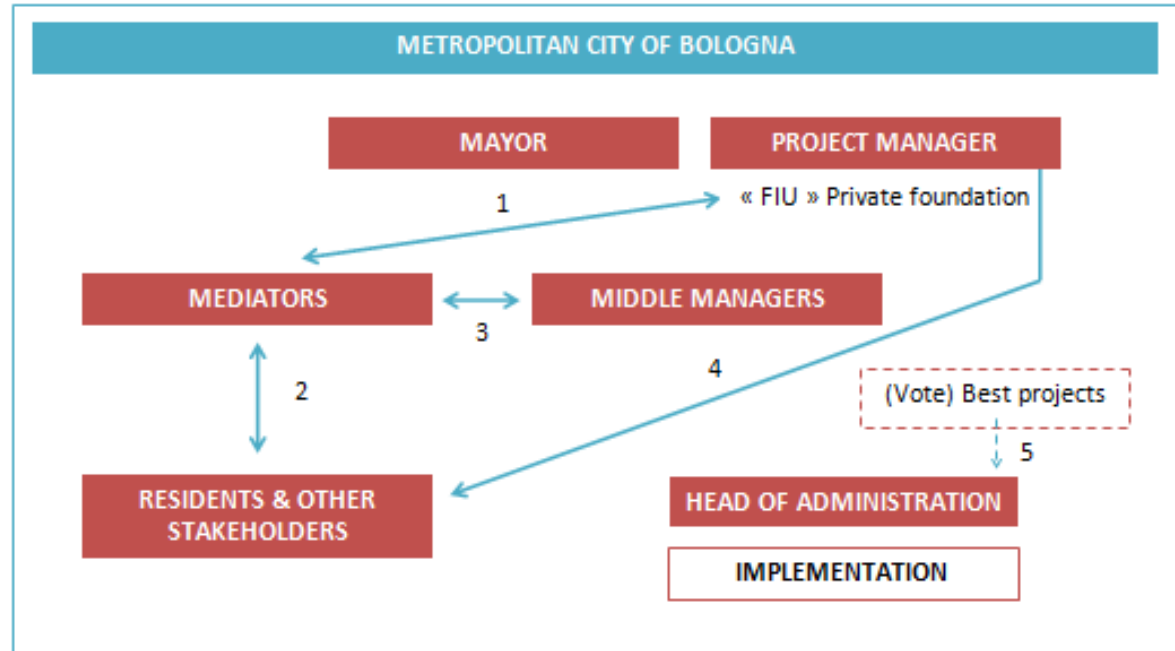 METROPOLITAN CITY OF BOLOGNA
MAYOR
PROJECT MANAGER
« FIU » Private foundation
1
MEDIATORS
MIDDLE MANAGERS
3
2
4
(Vote) Best projects
5
RESIDENTS & OTHER
STAKEHOLDERS
HEAD OF ADMINISTRATION
IMPLEMENTATION